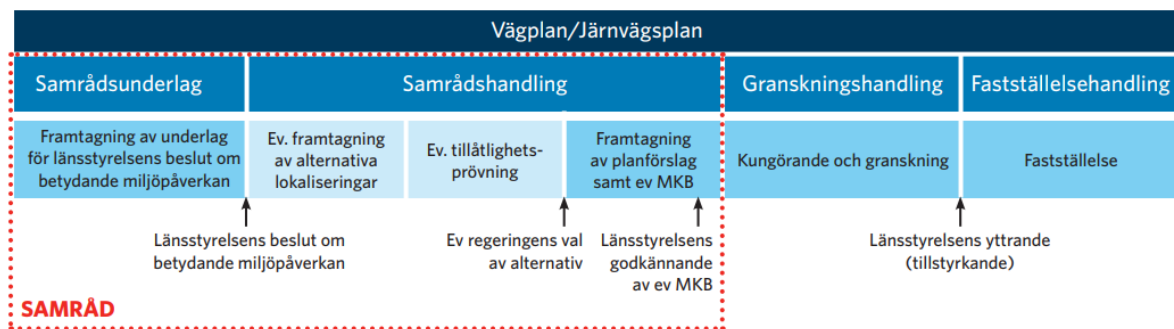 Vägplan/Järnvägsplan
Samrådsunderlag
Samrådshandling
Granskningshandling
Fastställelsehandling
Framtagning av underlag
för länsstyrelsens beslut om
betydande miljöpåverkan
Ev. framtagning
av alternativa
lokaliseringar
Ev. tillåtlighets-
prövning
Framtagning
av planförslag
samt ev MKB
Kungörande och granskning
Fastställelse
Länsstyrelsens beslut om
betydande miljöpåverkan
Ev regeringens val
av alternativ
Länsstyrelsens
godkännande
av ev MKB
Länsstyrelsens yttrande
(tillstyrkande)
SAMRÅD